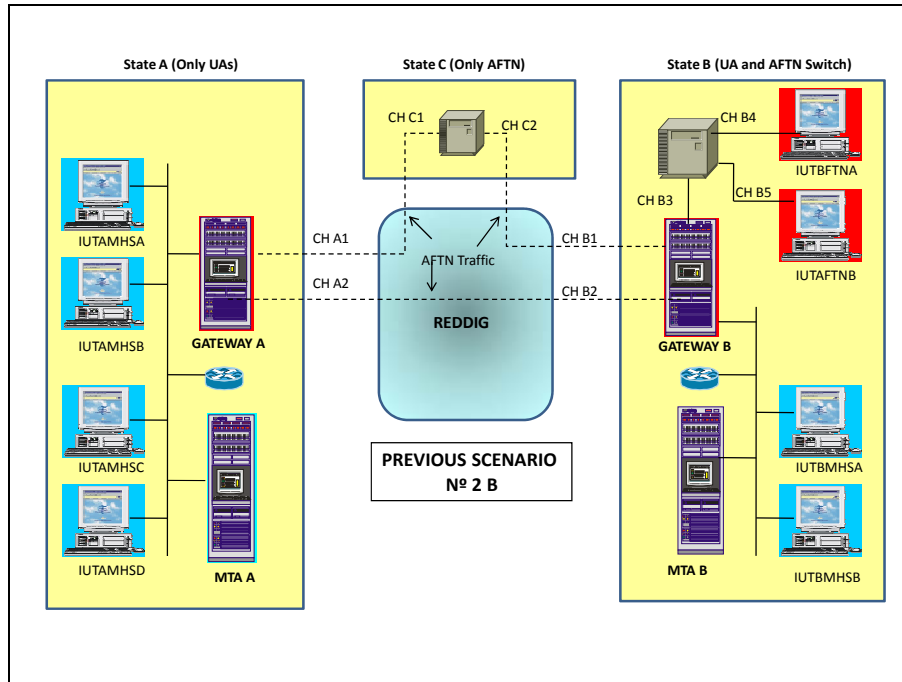 State A (Only UAs)
State C (Only AFTN)
State B (UA and AFTN Switch)
CH C1
CH C2
CH B4
IUTBFTNA
CH B5
CH B3
IUTAMHSA
IUTAFTNB
CH A1
AFTN Traffic
CH B1
CH A2
CH B2
REDDIG
IUTAMHSB
GATEWAY A
GATEWAY B
PREVIOUS SCENARIO
Nº 2 B
IUTAMHSC
IUTBMHSA
IUTAMHSD
MTA A
MTA B
IUTBMHSB